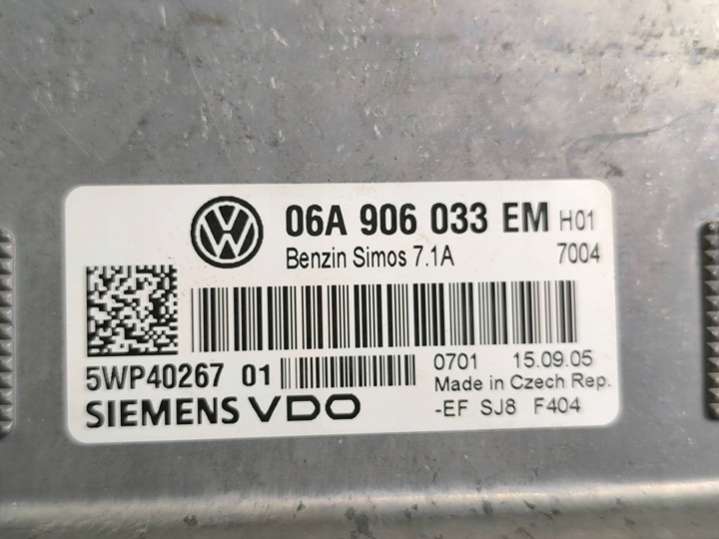 06A 906 033 EM H01
Benzin Simos 7.1A 7004
5WP40267 01 0701 15.09.05
Made in Czech Rep.
SIEMENS VDO -EF SJ8 F404